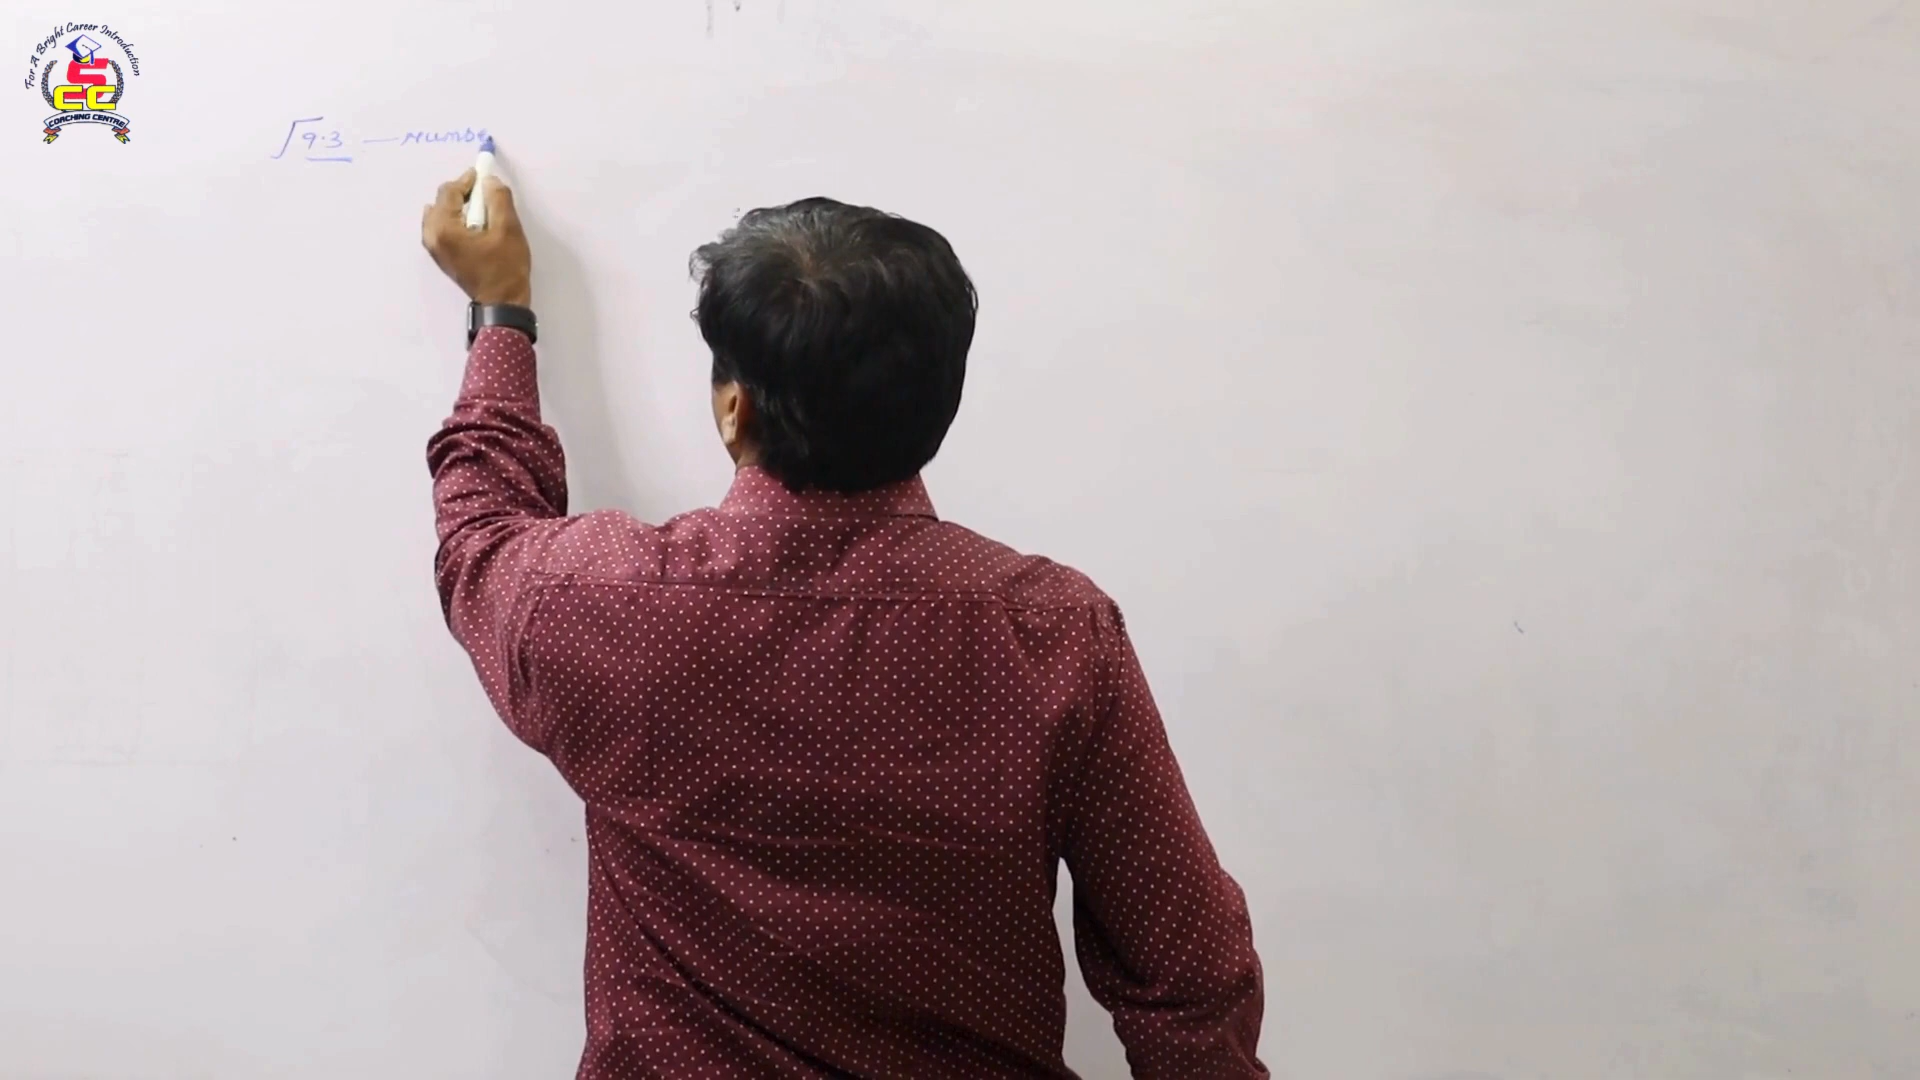 For A Bright Career Introduction
SCC
COACHING CENTRE
√9.3 — Numbe